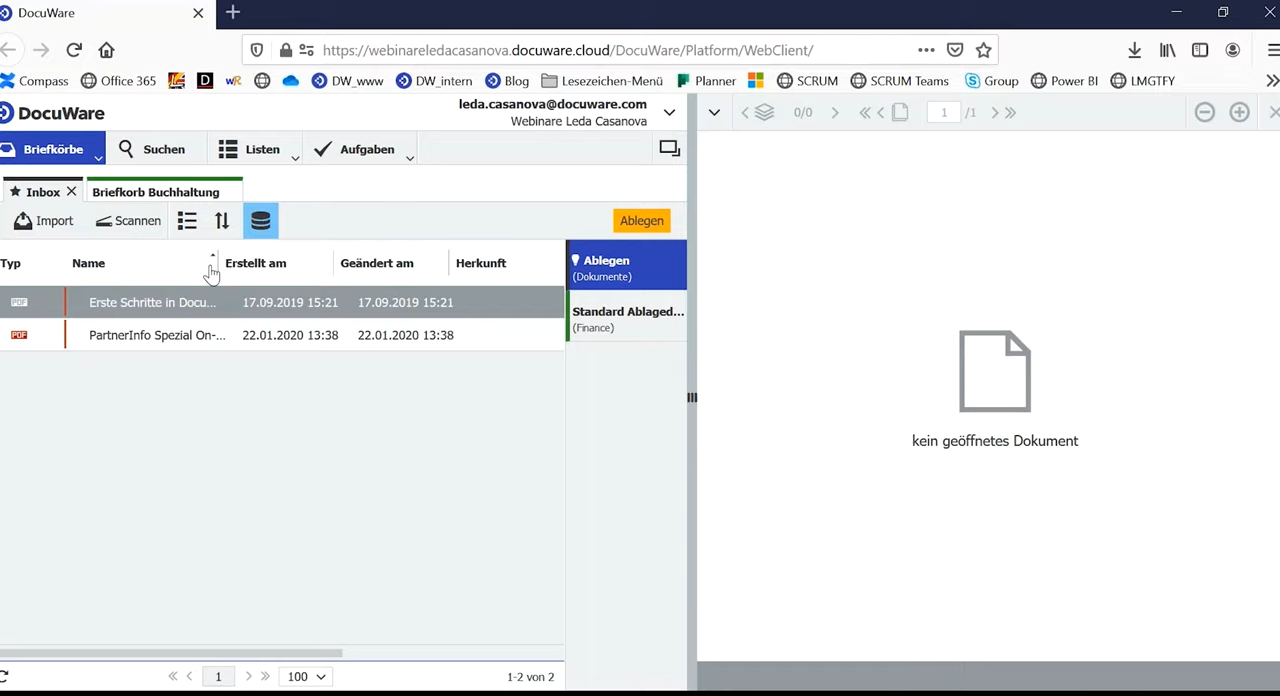 DocuWare
https://webinareledacasanova.docuware.cloud/DocuWare/Platform/WebClient/
Compass Office 365 D wR DW_www DW_intern Blog Lesezeichen-Menü Planner SCRUM SCRUM Teams Group Power BI LMGTFY
DocuWare
leda.casanova@docuware.com
Webinare Leda Casanova
0/0 1 /1
Briefkörbe Suchen Listen Aufgaben
Inbox Briefkorb Buchhaltung
Import Scannen Ablegen
Typ Name Erstellt am Geändert am Herkunft
PDF Erste Schritte in Docu... 17.09.2019 15:21 17.09.2019 15:21
PDF PartnerInfo Spezial On-... 22.01.2020 13:38 22.01.2020 13:38
Ablegen
(Dokumente)
Standard Ablaged...
(Finance)
kein geöffnetes Dokument
1 100 1-2 von 2